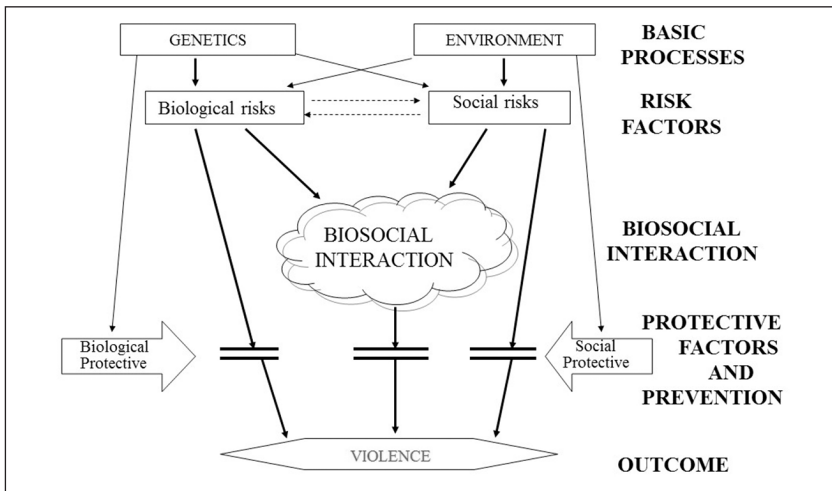 GENETICS
ENVIRONMENT
BASIC
PROCESSES
Biological risks
Social risks
RISK
FACTORS
BIOSOCIAL
INTERACTION
BIOSOCIAL
INTERACTION
Biological
Protective
Social
Protective
PROTECTIVE
FACTORS
AND
PREVENTION
VIOLENCE
OUTCOME